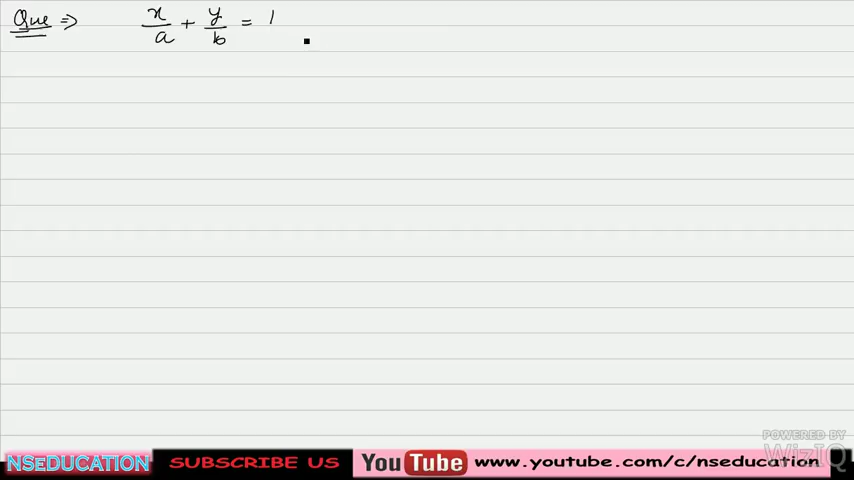 Que ⇒ x/a + y/b = 1
POWERED BY
WizIQ
NSEDUCATION SUBSCRIBE US YouTube www.youtube.com/c/nseducation